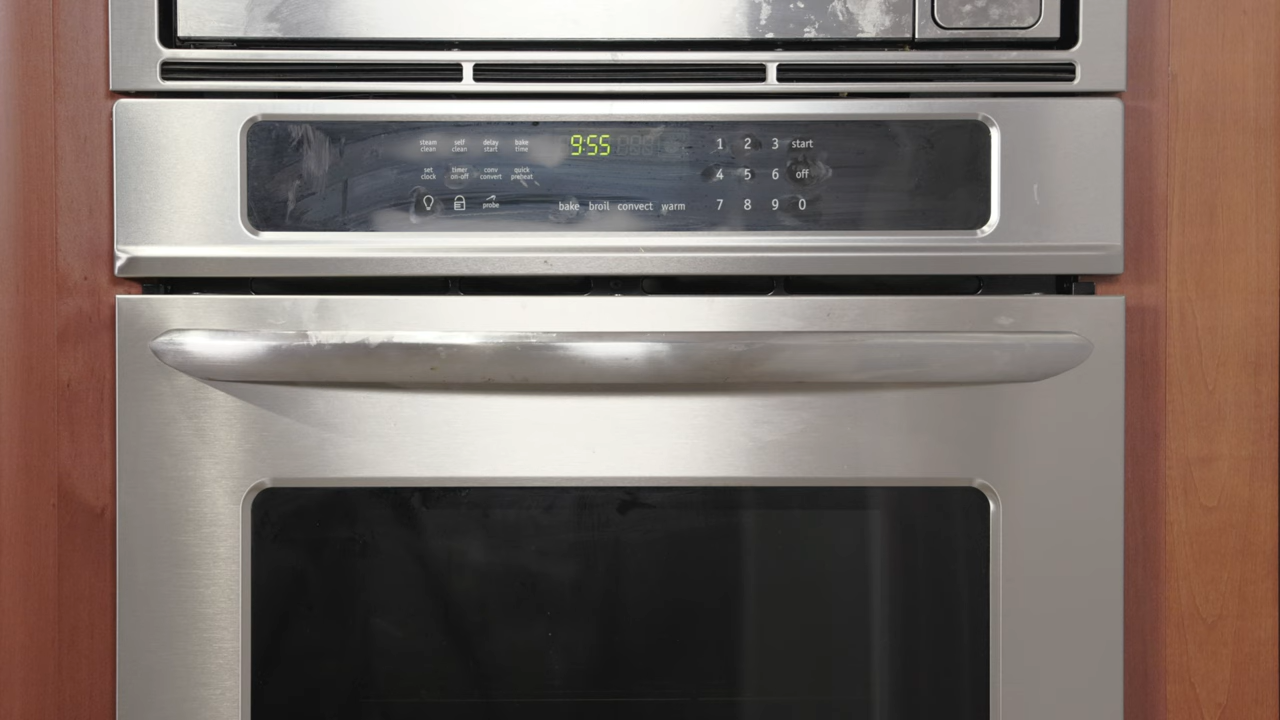 steam clean self clean delay start bake time 9:55 1 2 3 start
set clock timer on-off conv convert quick preheat 4 5 6 off
probe bake broil convect warm 7 8 9 0